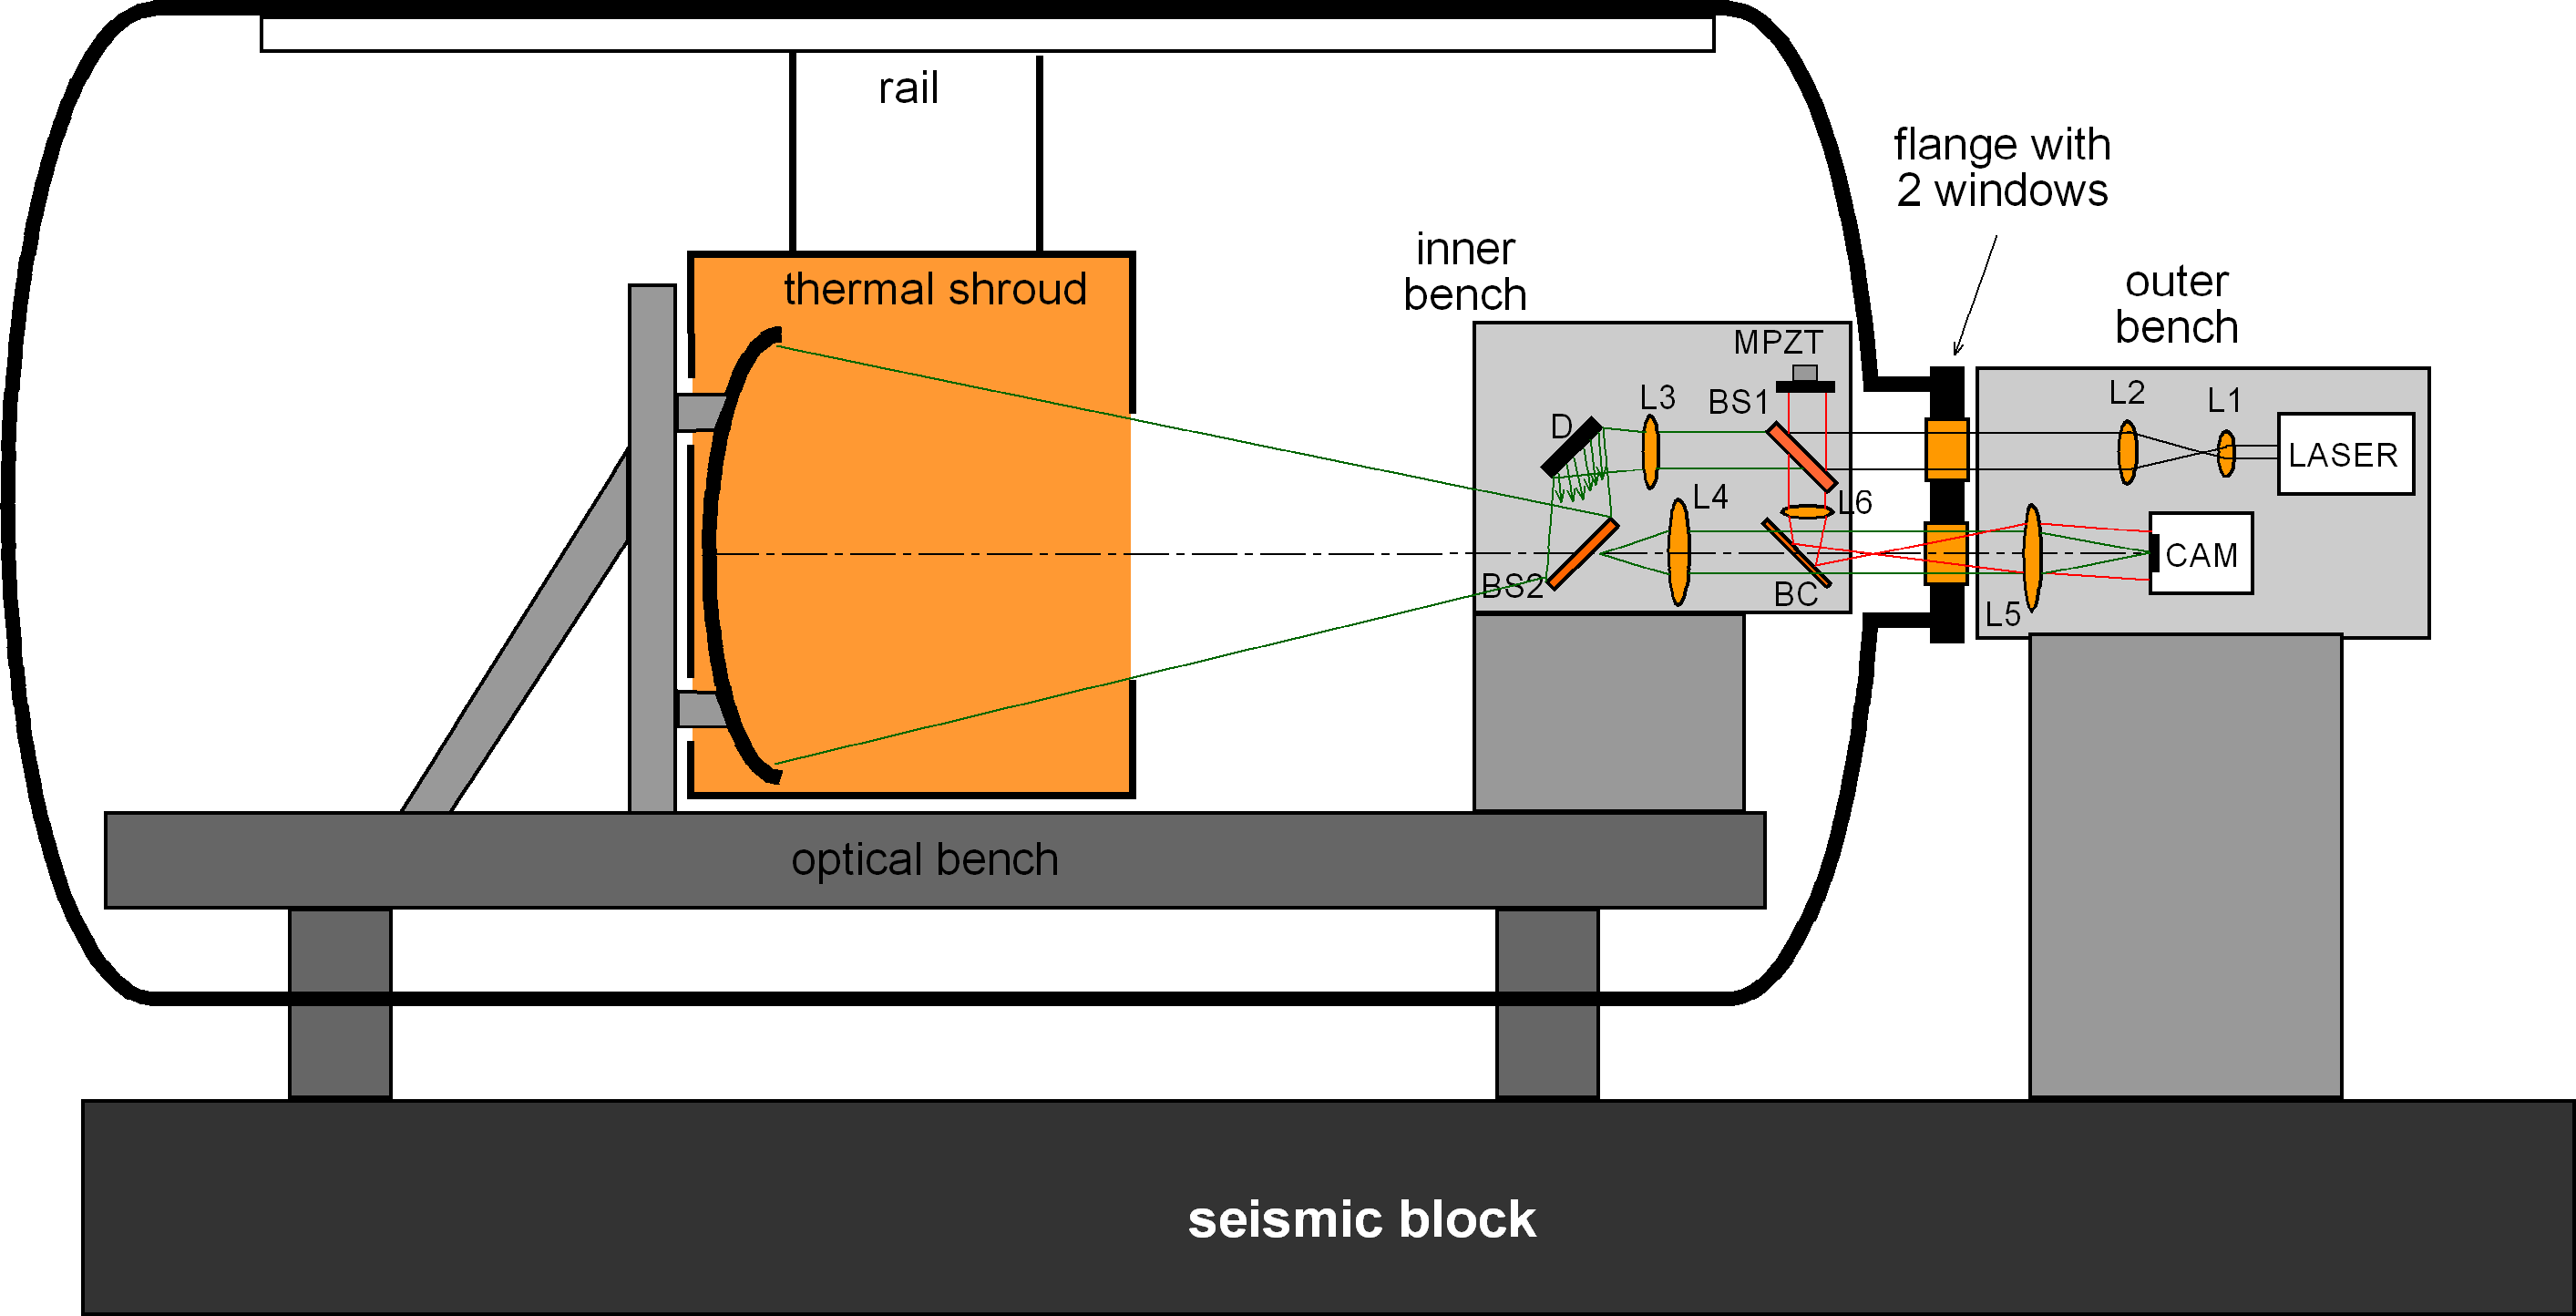 rail
flange with
2 windows
inner
bench
outer
bench
thermal shroud
MPZT
L3
BS1
D
L2
L1
LASER
L4
L6
BS2
BC
L5
CAM
optical bench
seismic block